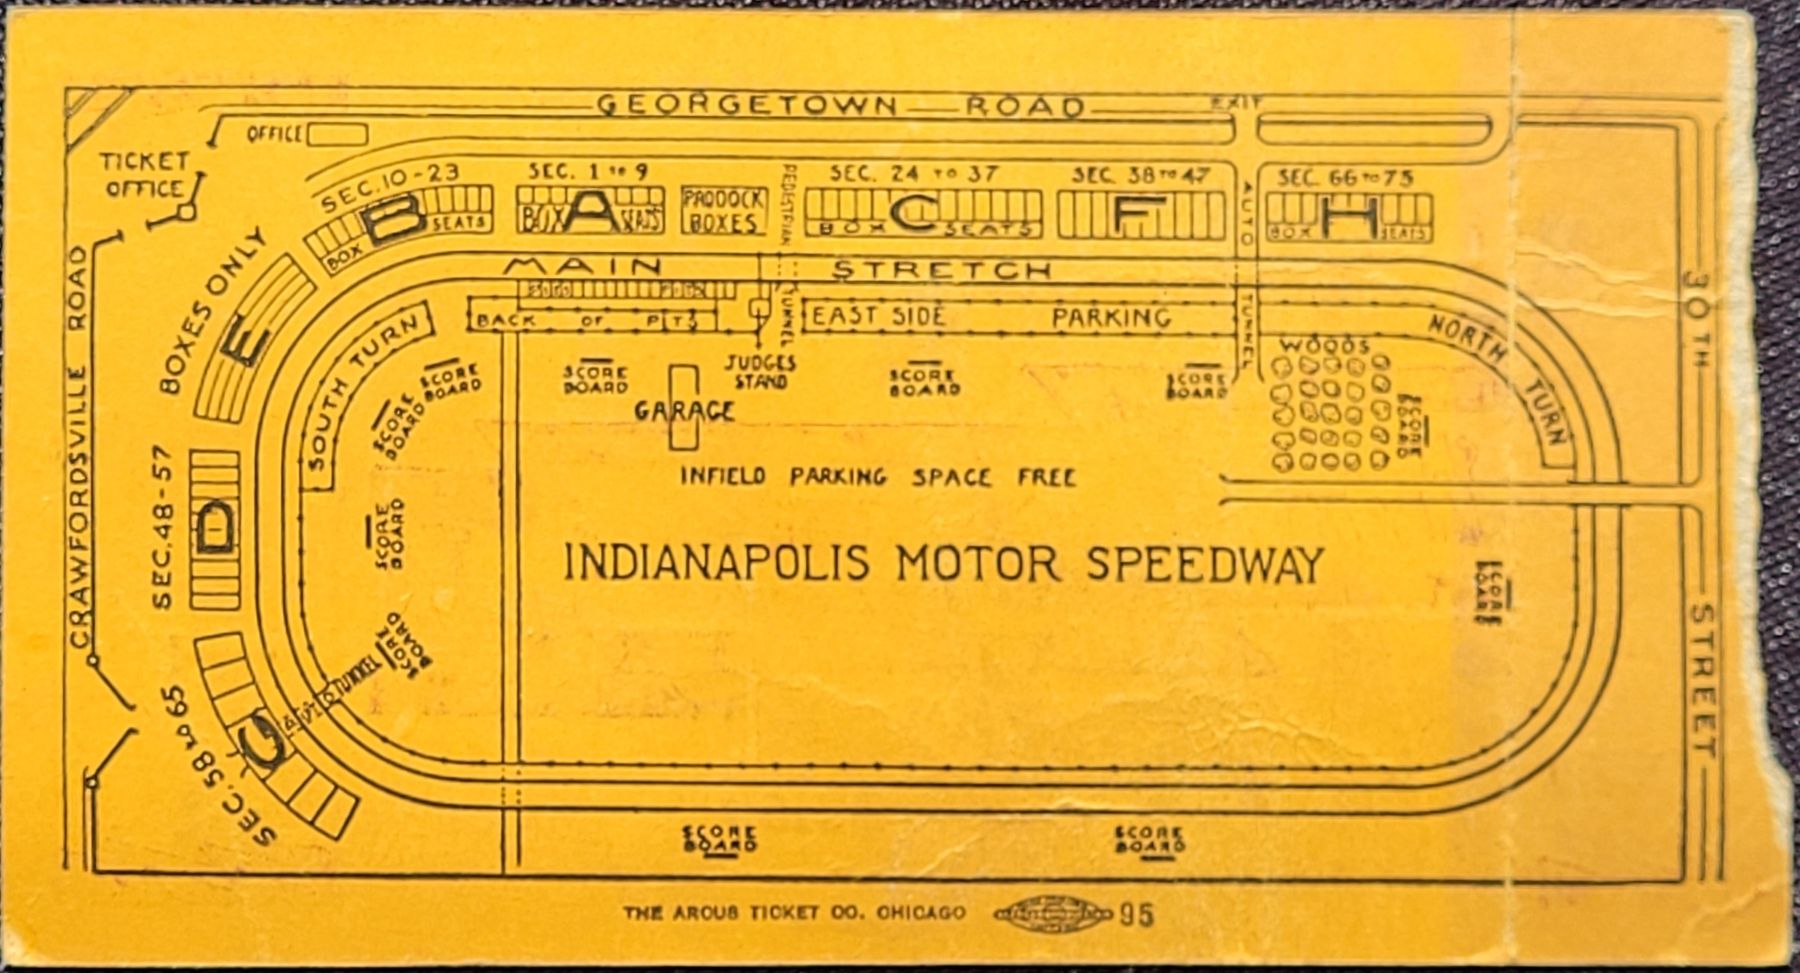 GEORGETOWN ROAD
EXIT
OFFICE
TICKET
OFFICE
SEC. 10-23
SEC. 1 TO 9
PEDESTRIAN
SEC. 24 TO 37
SEC. 38 TO 47
AUTO
SEC. 66 TO 75
B
BOX
SEATS
A
BOX
SEATS
PADDOCK
BOXES
C
BOX
SEATS
F
H
BOX
SEATS
BOXES ONLY
E
MAIN STRETCH
BACK OF PITS
TUNNEL
EAST SIDE PARKING
TUNNEL
SOUTH TURN
NORTH TURN
WOODS
JUDGES
STAND
SCORE
BOARD
SCORE
BOARD
SCORE
BOARD
SCORE
BOARD
SCORE
BOARD
SCORE
BOARD
GARAGE
INFIELD PARKING SPACE FREE
CRAWFORDSVILLE ROAD
30TH STREET
SEC. 48-57
D
SCORE
BOARD
INDIANAPOLIS MOTOR SPEEDWAY
SCORE
BOARD
SCORE
BOARD
AUTO TUNNEL
G
SEC. 58 to 65
SCORE
BOARD
SCORE
BOARD
THE ARCUS TICKET CO. CHICAGO
95